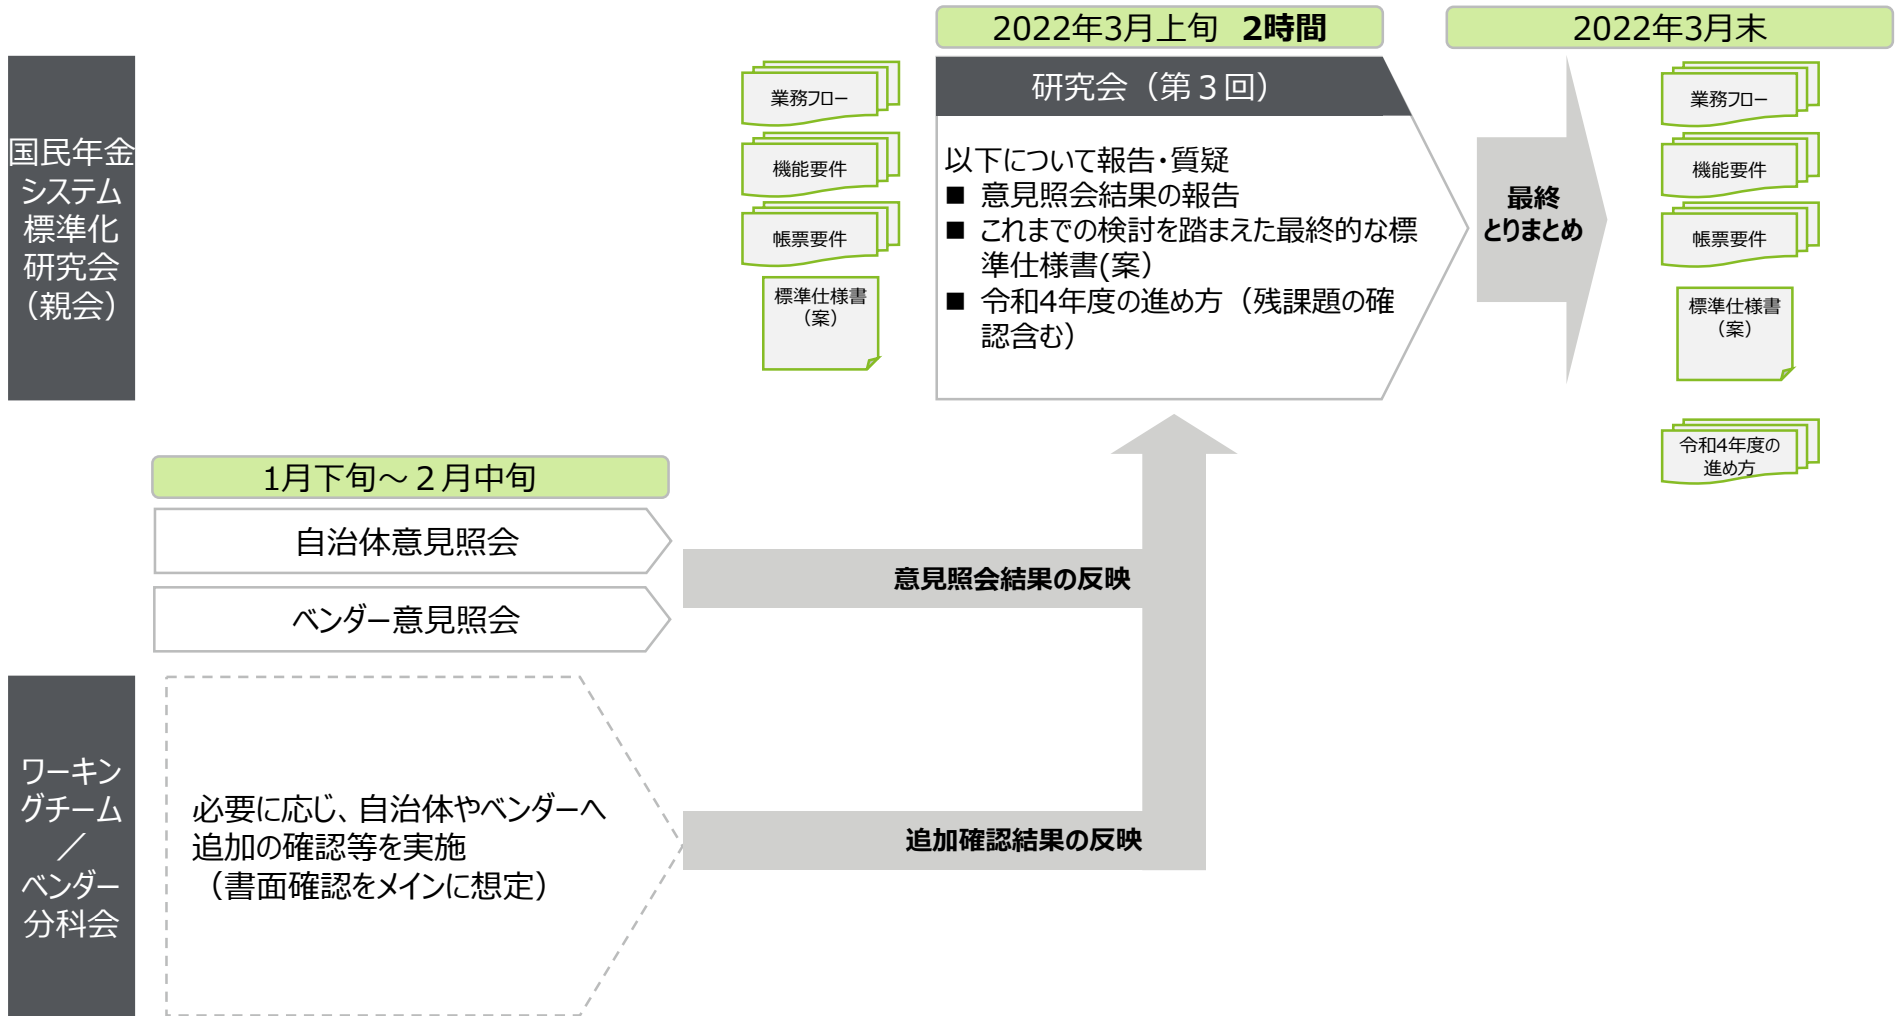 2022年3月上旬 2時間
2022年3月末
国民年金
システム
標準化
研究会
（親会）
業務フロー
機能要件
帳票要件
標準仕様書
（案）
研究会（第３回）
以下について報告・質疑
■ 意見照会結果の報告
■ これまでの検討を踏まえた最終的な標
準仕様書(案）
■ 令和4年度の進め方（残課題の確
認含む）
最終
とりまとめ
業務フロー
機能要件
帳票要件
標準仕様書
（案）
令和4年度の
進め方
1月下旬～２月中旬
自治体意見照会
ベンダー意見照会
意見照会結果の反映
ワーキン
グチーム
／
ベンダー
分科会
必要に応じ、自治体やベンダーへ
追加の確認等を実施
（書面確認をメインに想定）
追加確認結果の反映